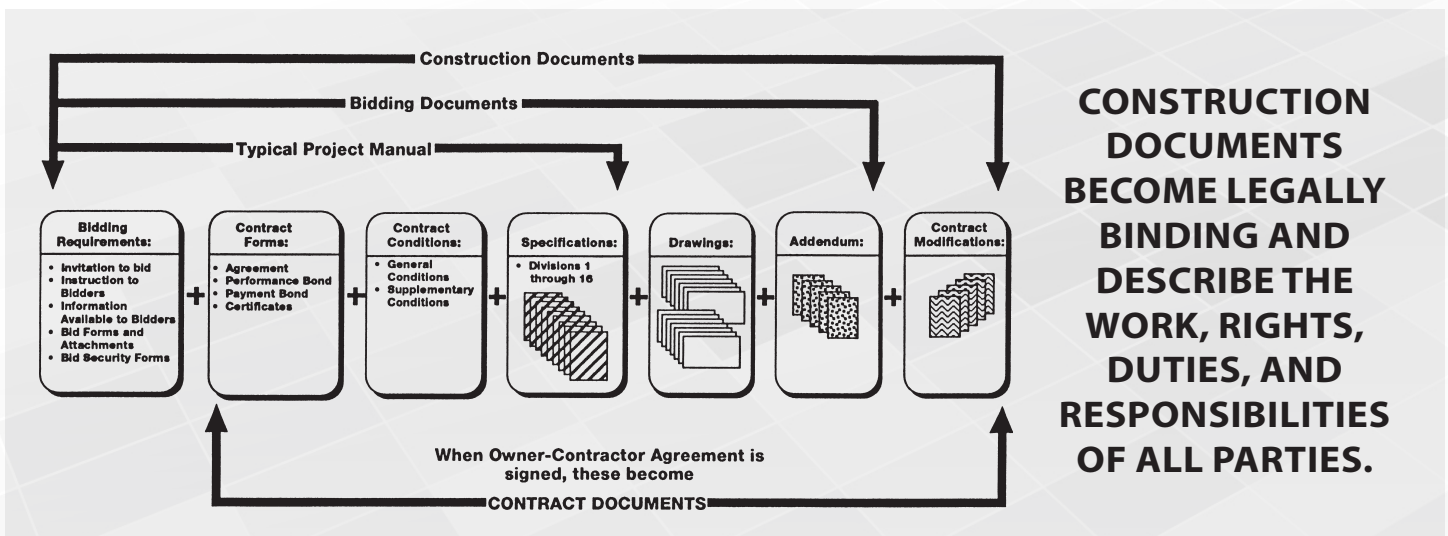 Construction Documents
Bidding Documents
Typical Project Manual
Bidding
Requirements:
• Invitation to bid
• Instruction to
Bidders
• Information
Available to Bidders
• Bid Forms and
Attachments
• Bid Security Forms
+
Contract
Forms:
• Agreement
• Performance Bond
• Payment Bond
• Certificates
+
Contract
Conditions:
• General
Conditions
• Supplementary
Conditions
+
Specifications:
• Divisions 1
through 16
+
Drawings:
+
Addendum:
+
Contract
Modifications:
When Owner-Contractor Agreement is
signed, these become
CONTRACT DOCUMENTS
CONSTRUCTION
DOCUMENTS
BECOME LEGALLY
BINDING AND
DESCRIBE THE
WORK, RIGHTS,
DUTIES, AND
RESPONSIBILITIES
OF ALL PARTIES.